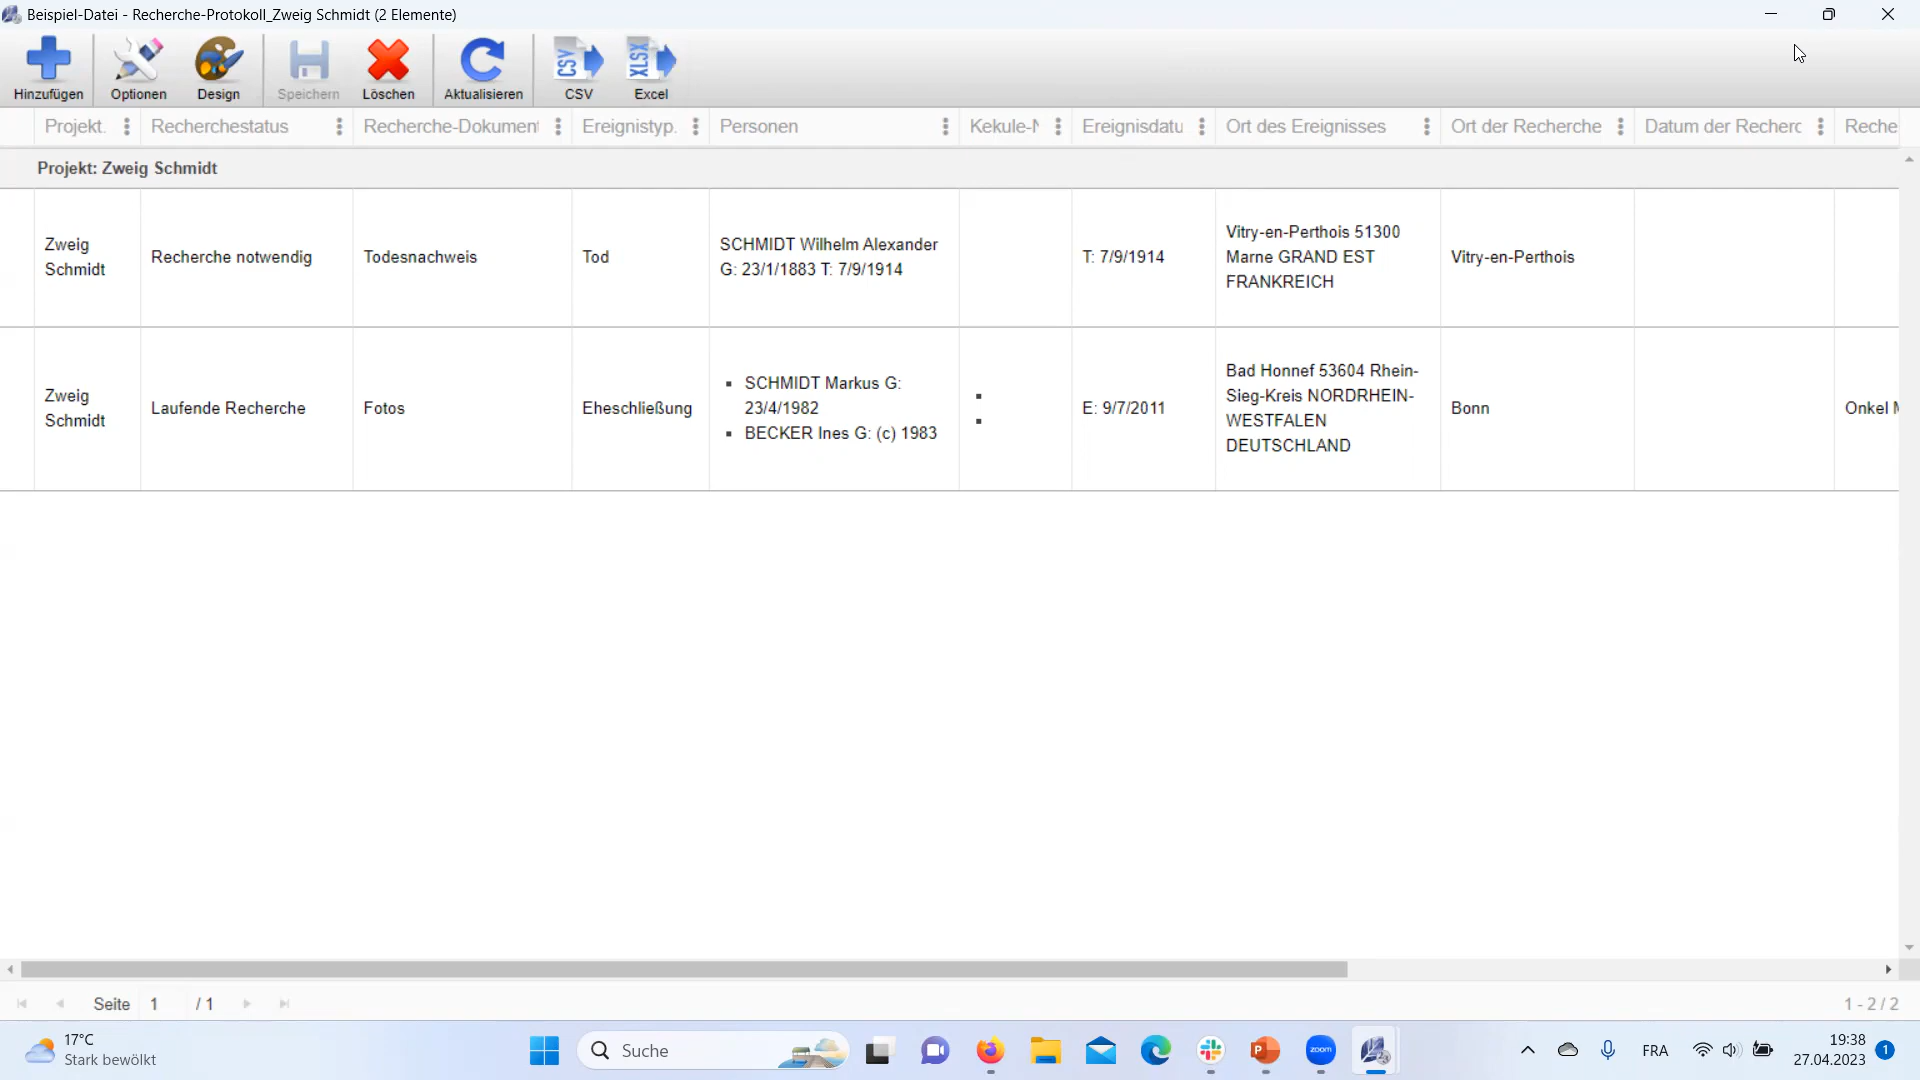 Beispiel-Datei - Recherche-Protokoll_Zweig Schmidt (2 Elemente)
Hinzufügen
Optionen
Design
Speichern
Löschen
Aktualisieren
CSV
CSV
XLSX
Excel
Projekt.
Recherchestatus
Recherche-Dokument
Ereignistyp.
Personen
Kekule-N
Ereignisdatu
Ort des Ereignisses
Ort der Recherche
Datum der Recherc
Reche
Projekt: Zweig Schmidt
Zweig
Schmidt
Recherche notwendig
Todesnachweis
Tod
SCHMIDT Wilhelm Alexander
G: 23/1/1883 T: 7/9/1914
T: 7/9/1914
Vitry-en-Perthois 51300
Marne GRAND EST
FRANKREICH
Vitry-en-Perthois
Zweig
Schmidt
Laufende Recherche
Fotos
Eheschließung
▪ SCHMIDT Markus G:
23/4/1982
▪ BECKER Ines G: (c) 1983
▪
▪
E: 9/7/2011
Bad Honnef 53604 Rhein-
Sieg-Kreis NORDRHEIN-
WESTFALEN
DEUTSCHLAND
Bonn
Onkel
Seite 1 / 1
1 - 2 / 2
17°C
Stark bewölkt
Suche
zoom
FRA
19:38
27.04.2023
1